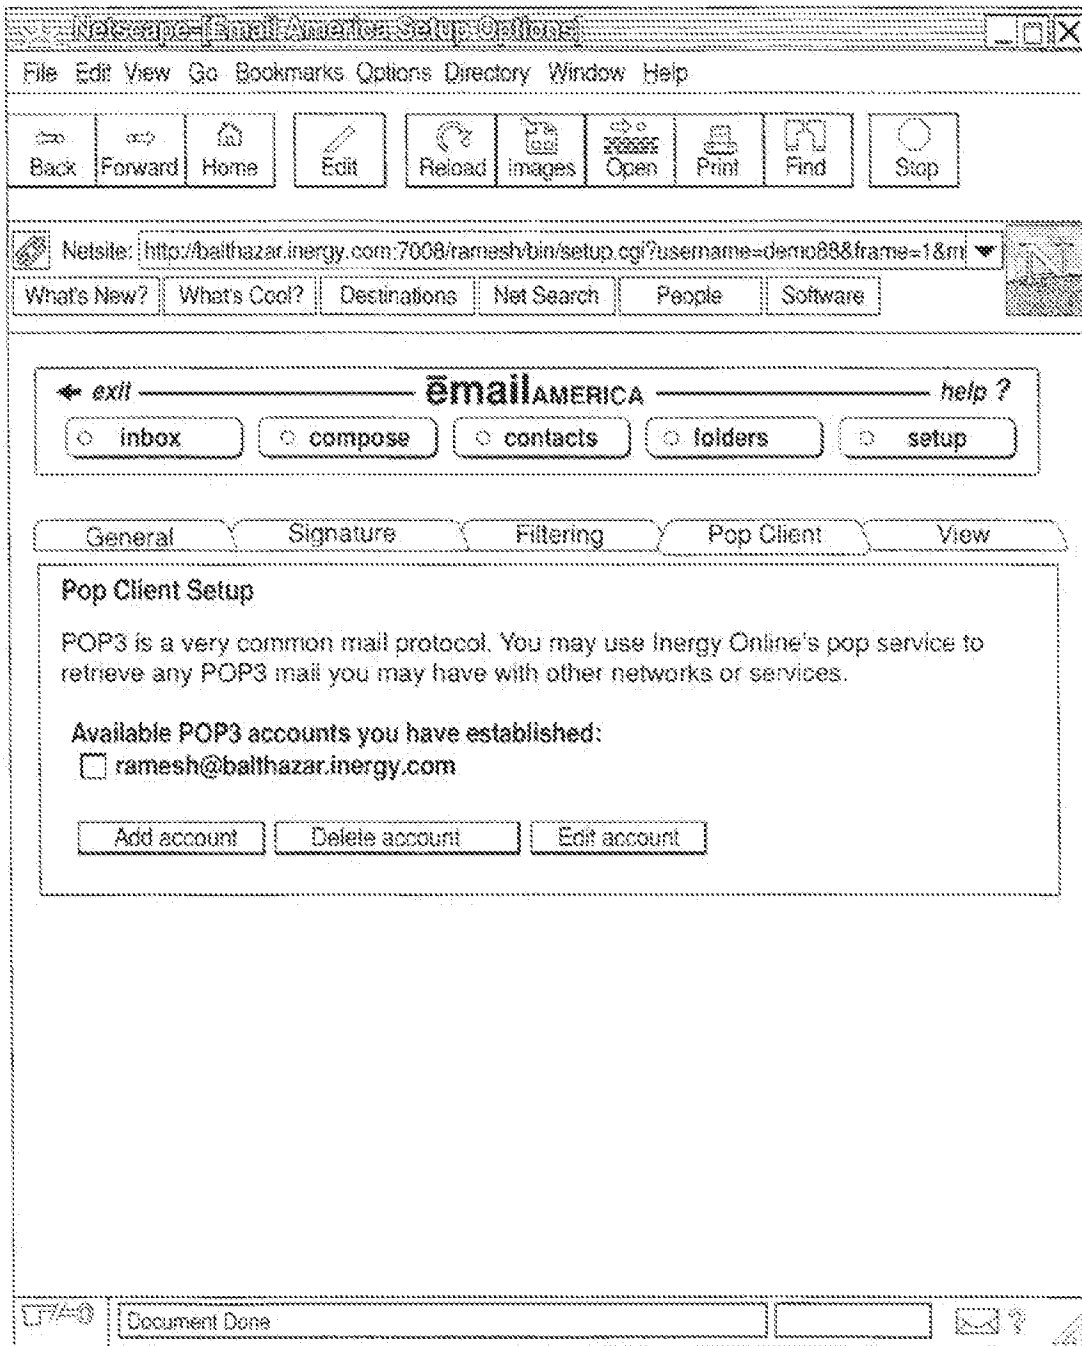 Netscape-[Email America Setup Options]
File Edit View Go Bookmarks Options Directory Window Help
Back Forward Home Edit Reload images Open Print Find Stop
Netsite: http://balthazar.inergy.com:7008/ramesh/bin/setup.cgi?username=demo88&frame=1&m
What's New? What's Cool? Destinations Net Search People Software
exit ēmailAMERICA help ?
inbox compose contacts folders setup
General Signature Filtering Pop Client View
Pop Client Setup
POP3 is a very common mail protocol. You may use Inergy Online's pop service to
retrieve any POP3 mail you may have with other networks or services.
Available POP3 accounts you have established:
ramesh@balthazar.inergy.com
Add account Delete account Edit account
Document Done ?